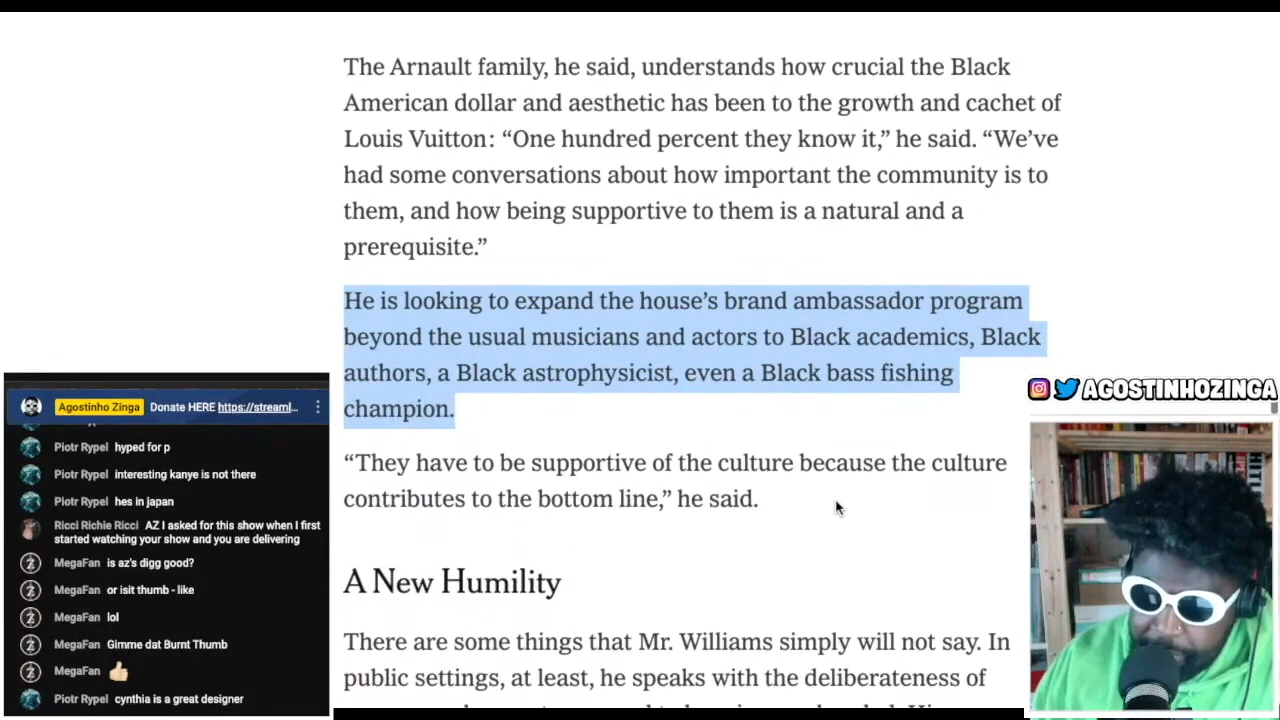 The Arnault family, he said, understands how crucial the Black
American dollar and aesthetic has been to the growth and cachet of
Louis Vuitton: “One hundred percent they know it,” he said. “We’ve
had some conversations about how important the community is to
them, and how being supportive to them is a natural and a
prerequisite.”
He is looking to expand the house’s brand ambassador program
beyond the usual musicians and actors to Black academics, Black
authors, a Black astrophysicist, even a Black bass fishing
champion.
“They have to be supportive of the culture because the culture
contributes to the bottom line,” he said.
A New Humility
There are some things that Mr. Williams simply will not say. In
public settings, at least, he speaks with the deliberateness of
Agostinho Zinga Donate HERE https://streaml...
Piotr Rypel hyped for p
Piotr Rypel interesting kanye is not there
Piotr Rypel hes in japan
Ricci Richie Ricci AZ I asked for this show when I first
started watching your show and you are delivering
MegaFan is az's digg good?
MegaFan or isit thumb - like
MegaFan lol
MegaFan Gimme dat Burnt Thumb
MegaFan 👍
Piotr Rypel cynthia is a great designer
AGOSTINHOZINGA